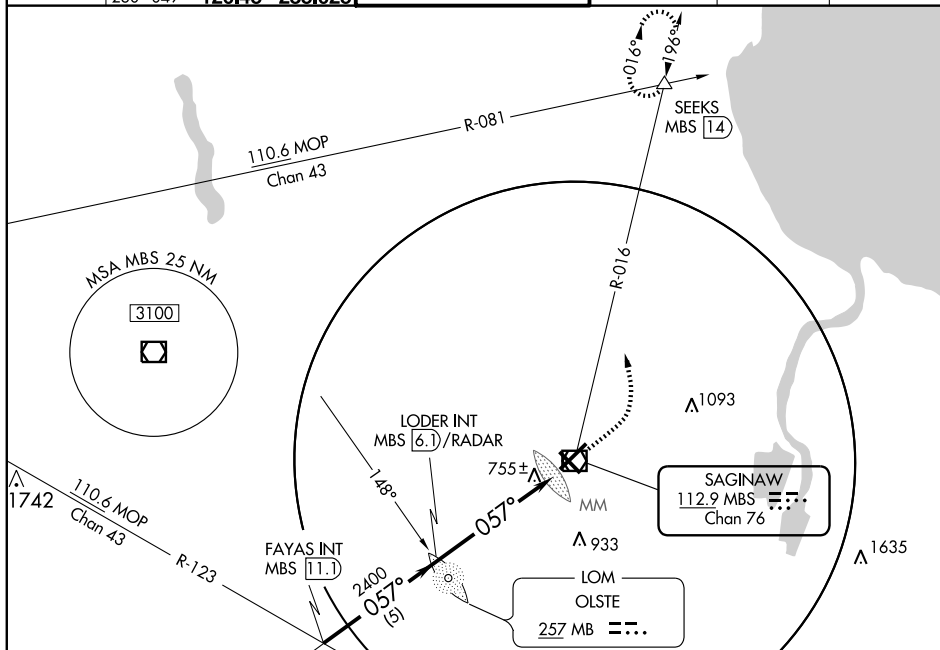 016°
196°
SEEKS
MBS 14
R-081
110.6 MOP
Chan 43
MSA MBS 25 NM
3100
R-016
1093
LODER INT
MBS 6.1/RADAR
755±
148°
057°
MM
SAGINAW
112.9 MBS
Chan 76
1742
110.6 MOP
Chan 43
R-123
933
1635
FAYAS INT
MBS 11.1
2400
057°
(5)
LOM
OLSTE
257 MB